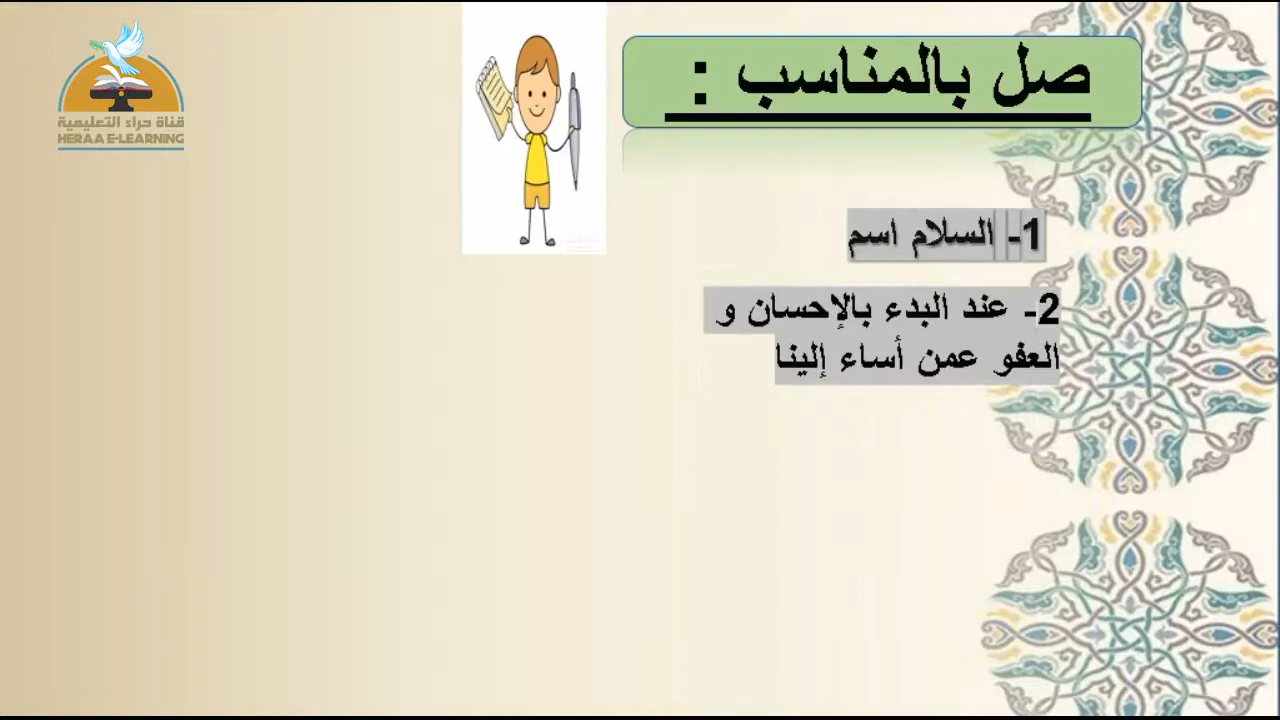 قناة حراء التعليمية
HERAA E-LEARNING
صل بالمناسب :
1- السلام اسم
2- عند البدء بالإحسان و
العفو عمن أساء إلينا